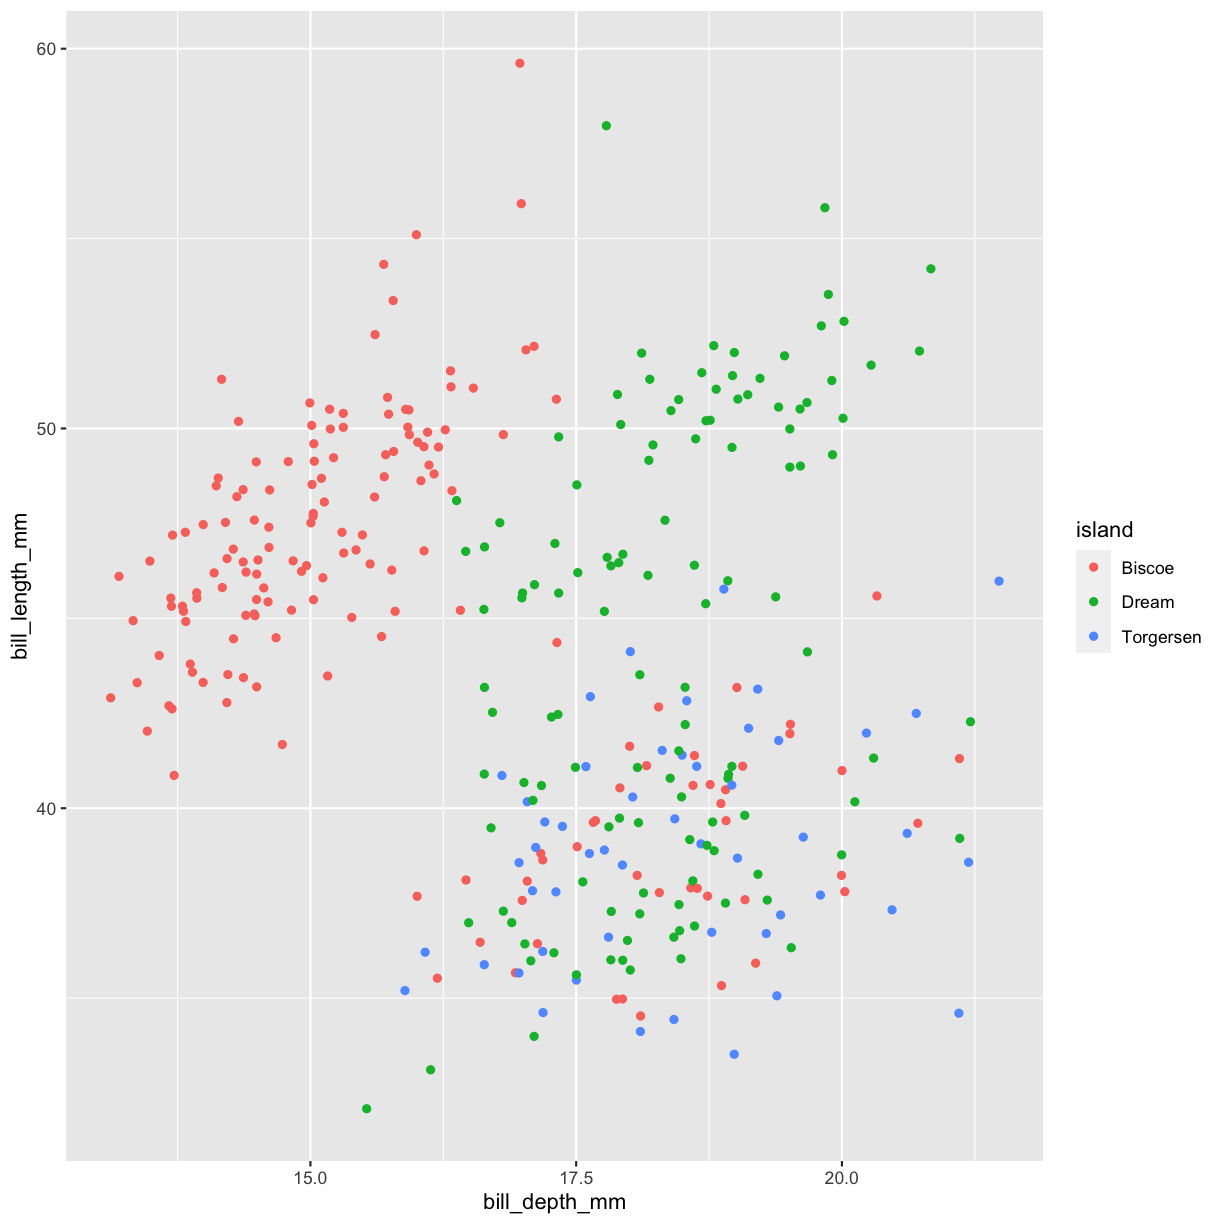 60
50
40
15.0
17.5
20.0
bill_depth_mm
bill_length_mm
island
Biscoe
Dream
Torgersen